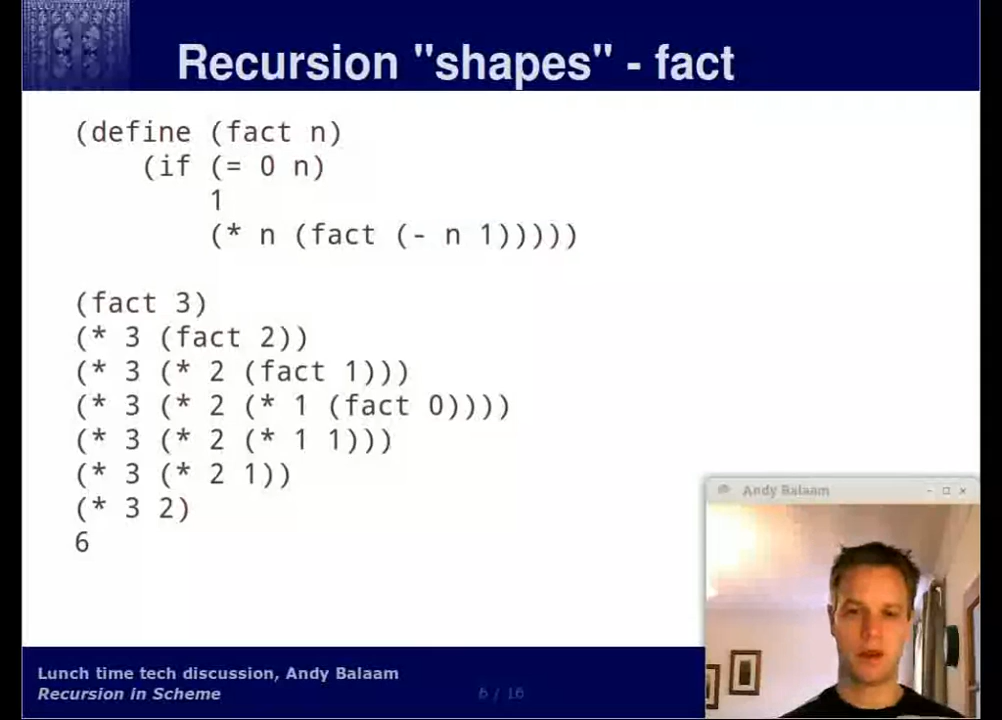 Recursion "shapes" - fact
(define (fact n)
(if (= 0 n)
1
(* n (fact (- n 1)))))
(fact 3)
(* 3 (fact 2))
(* 3 (* 2 (fact 1)))
(* 3 (* 2 (* 1 (fact 0))))
(* 3 (* 2 (* 1 1)))
(* 3 (* 2 1))
(* 3 2)
6
Andy Balaam
Lunch time tech discussion, Andy Balaam
Recursion in Scheme
6 / 16